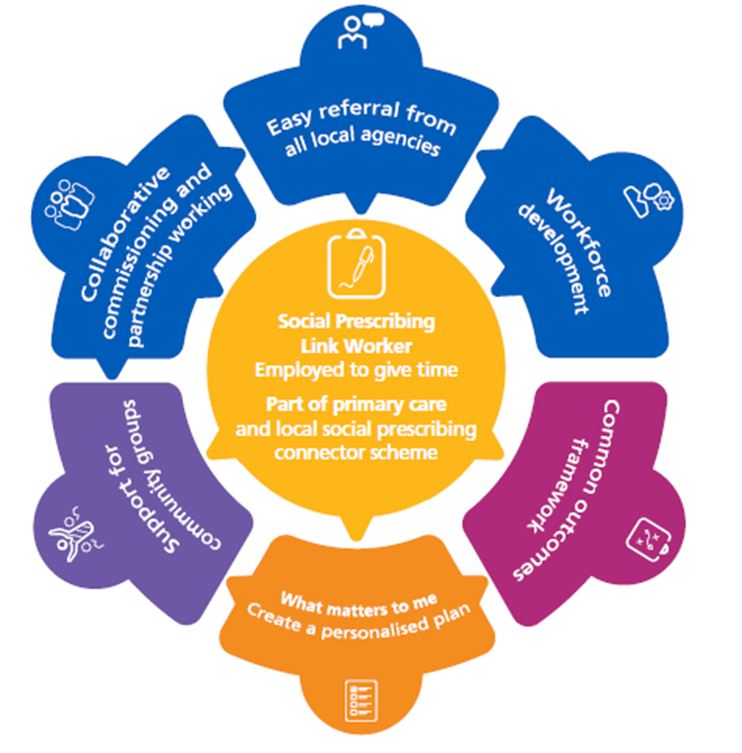 Easy referral from
all local agencies
Workforce
development
Common outcomes
framework
What matters to me
Create a personalised plan
Support for
community groups
Collaborative
commissioning and
partnership working
Social Prescribing
Link Worker
Employed to give time
Part of primary care
and local social prescribing
connector scheme